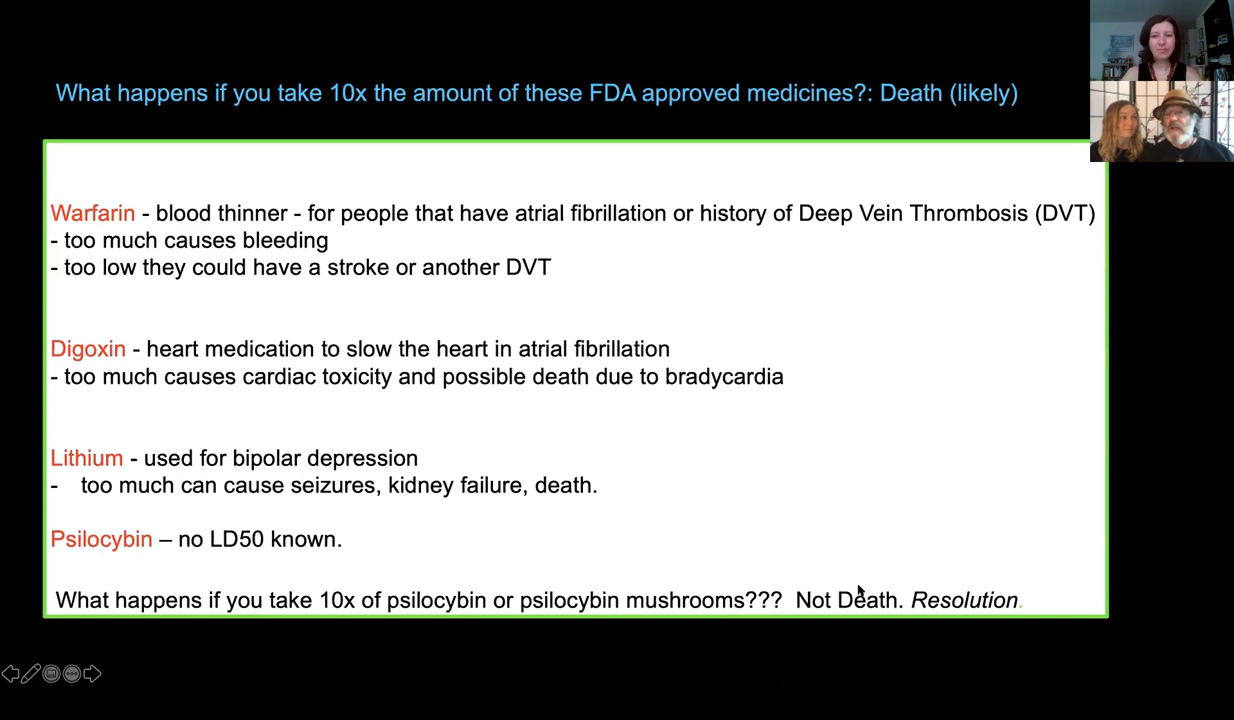 What happens if you take 10x the amount of these FDA approved medicines?: Death (likely)
Warfarin - blood thinner - for people that have atrial fibrillation or history of Deep Vein Thrombosis (DVT)
- too much causes bleeding
- too low they could have a stroke or another DVT
Digoxin - heart medication to slow the heart in atrial fibrillation
- too much causes cardiac toxicity and possible death due to bradycardia
Lithium - used for bipolar depression
- too much can cause seizures, kidney failure, death.
Psilocybin – no LD50 known.
What happens if you take 10x of psilocybin or psilocybin mushrooms??? Not Death. Resolution.